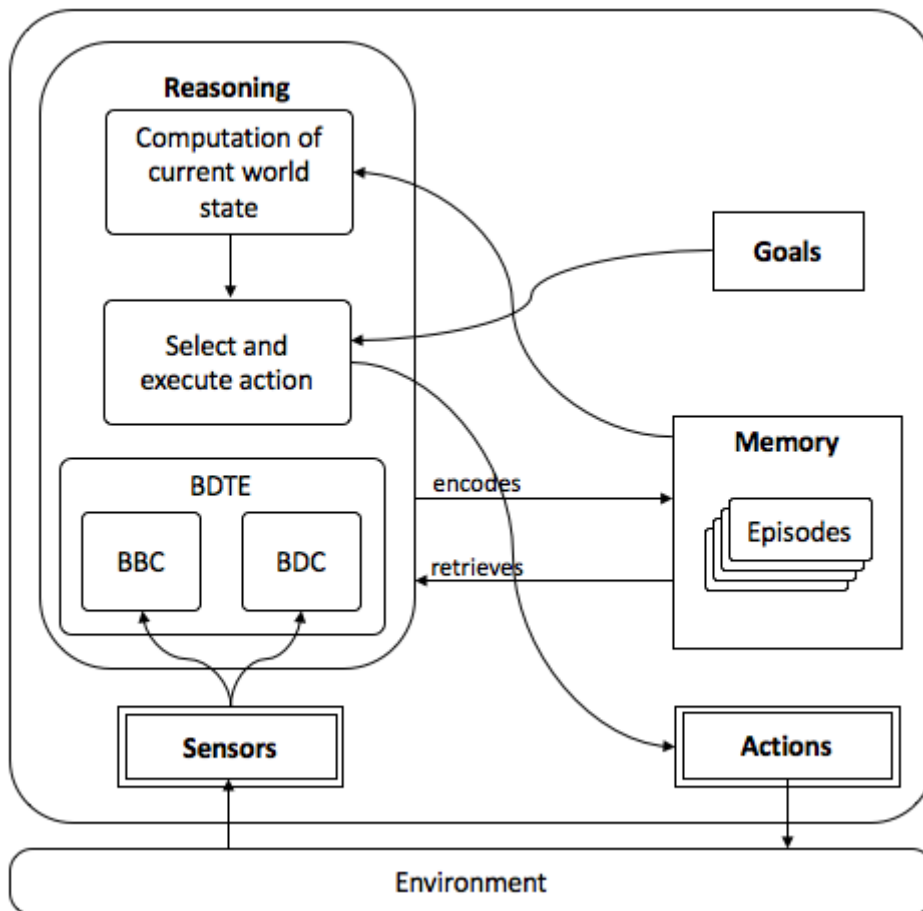 Reasoning
Computation of
current world
state
Goals
Select and
execute action
Memory
Episodes
BDTE
BBC
BDC
encodes
retrieves
Sensors
Actions
Environment